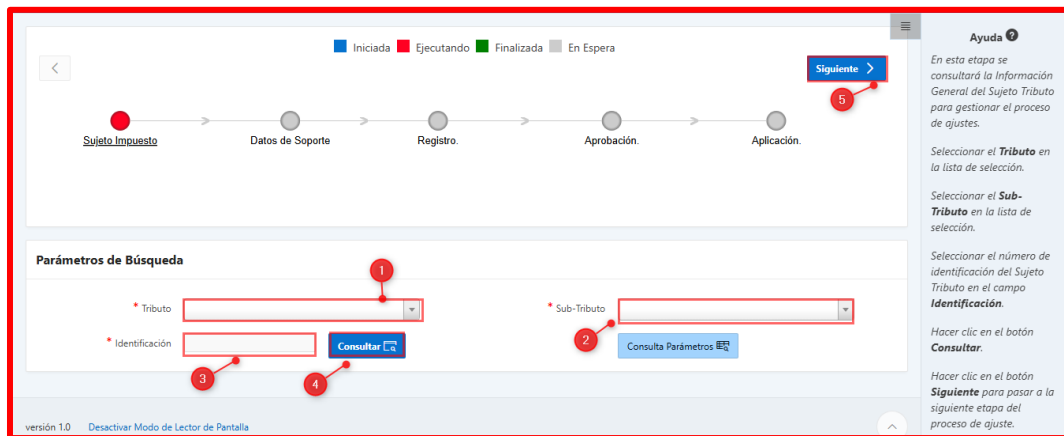 Iniciada Ejecutando Finalizada En Espera
Siguiente
5
Sujeto Impuesto
Datos de Soporte
Registro.
Aprobación.
Aplicación.
Parámetros de Búsqueda
1
* Tributo
* Sub-Tributo
2
* Identificación
Consultar
Consulta Parámetros
3
4
versión 1.0 Desactivar Modo de Lector de Pantalla
Ayuda ?
En esta etapa se
consultará la Información
General del Sujeto Tributo
para gestionar el proceso
de ajustes.
Seleccionar el Tributo en
la lista de selección.
Seleccionar el Sub-
Tributo en la lista de
selección.
Seleccionar el número de
identificación del Sujeto
Tributo en el campo
Identificación.
Hacer clic en el botón
Consultar.
Hacer clic en el botón
Siguiente para pasar a la
siguiente etapa del
proceso de ajuste.